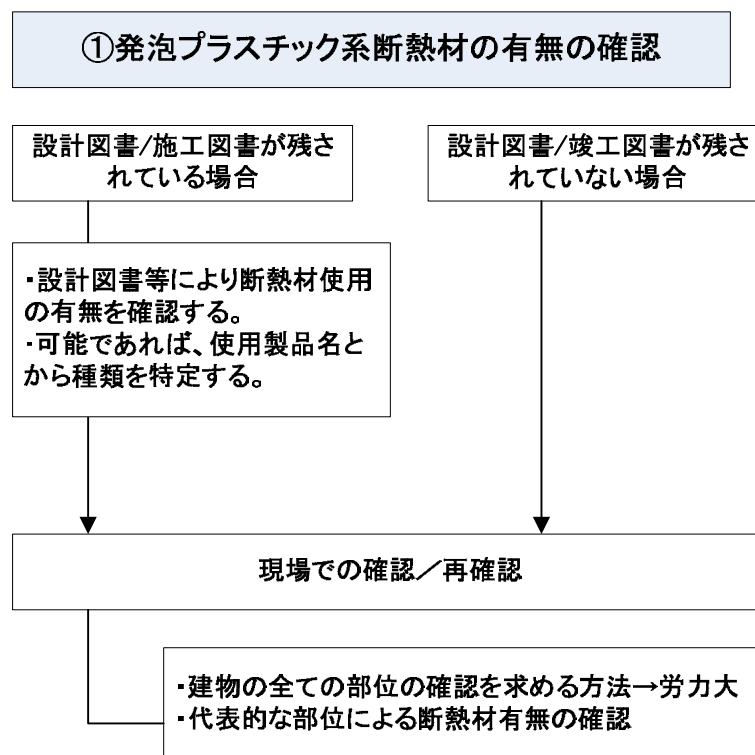 ①発泡プラスチック系断熱材の有無の確認
設計図書/施工図書が残さ
れている場合
設計図書/竣工図書が残さ
れていない場合
・設計図書等により断熱材使用
の有無を確認する。
・可能であれば、使用製品名と
から種類を特定する。
現場での確認／再確認
・建物の全ての部位の確認を求める方法→労力大
・代表的な部位による断熱材有無の確認